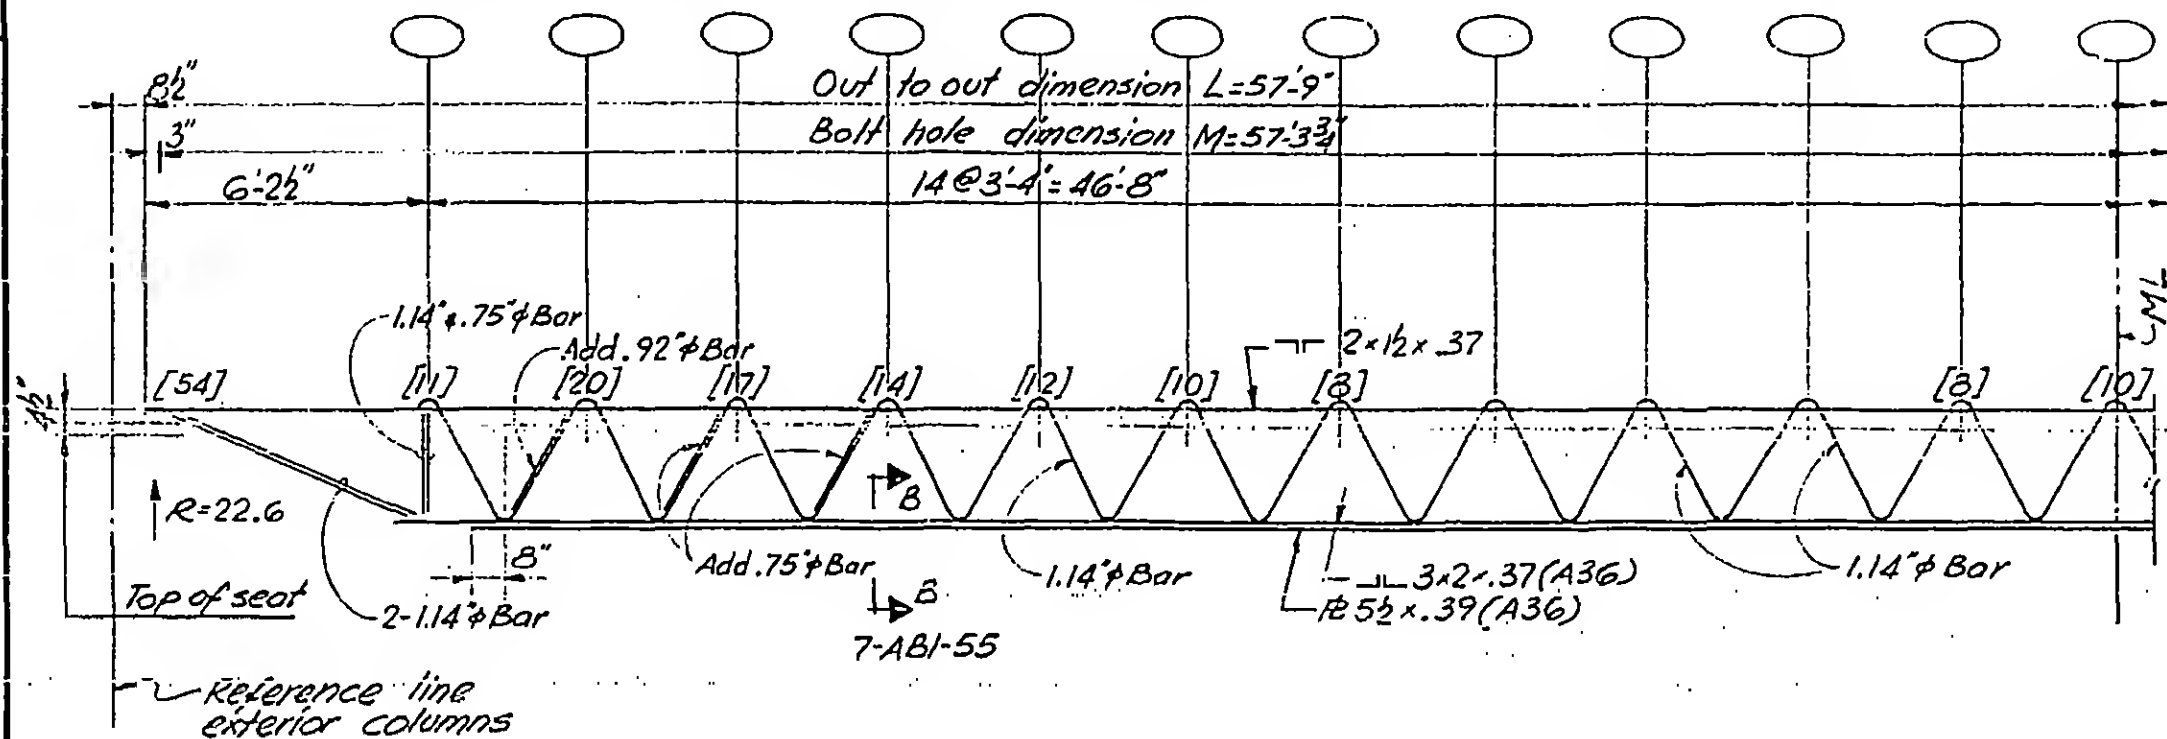 8½"
Out to out dimension L=57'-9"
3"
Bolt hole dimension M=57'-3¾"
6'-2½"
14@3'-4"=46'-8"
1.14"&.75"φBar
Add.92"φBar
2×1½×.37
4½"
[54]
[11]
[20]
[17]
[14]
[12]
[10]
[8]
[8]
[10]
B
R=22.6
8"
Add.75"φBar
1.14"φBar
3×2×.37(A36)
1.14"φBar
Top of seat
2-1.14"φBar
B
℄ 5½×.39(A36)
7-AB1-55
Reference line
exterior columns